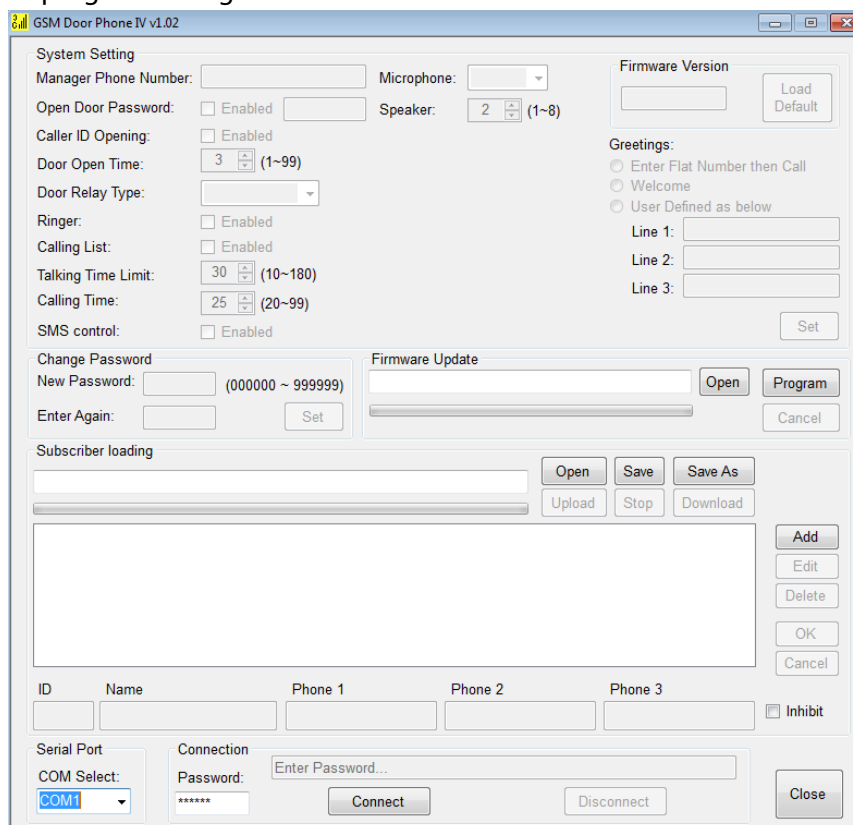 GSM Door Phone IV v1.02
System Setting
Manager Phone Number:
Microphone:
Firmware Version
Load Default
Open Door Password: Enabled
Speaker: 2 (1~8)
Caller ID Opening: Enabled
Greetings:
Door Open Time: 3 (1~99)
Enter Flat Number then Call
Door Relay Type:
Welcome
User Defined as below
Ringer: Enabled
Line 1:
Calling List: Enabled
Line 2:
Talking Time Limit: 30 (10~180)
Line 3:
Calling Time: 25 (20~99)
SMS control: Enabled
Set
Change Password
New Password: (000000 ~ 999999)
Enter Again: Set
Firmware Update
Open Program
Cancel
Subscriber loading
Open Save Save As
Upload Stop Download
Add
Edit
Delete
OK
Cancel
ID Name Phone 1 Phone 2 Phone 3
Inhibit
Serial Port
COM Select:
COM1
Connection
Password: Enter Password...
******
Connect Disconnect
Close